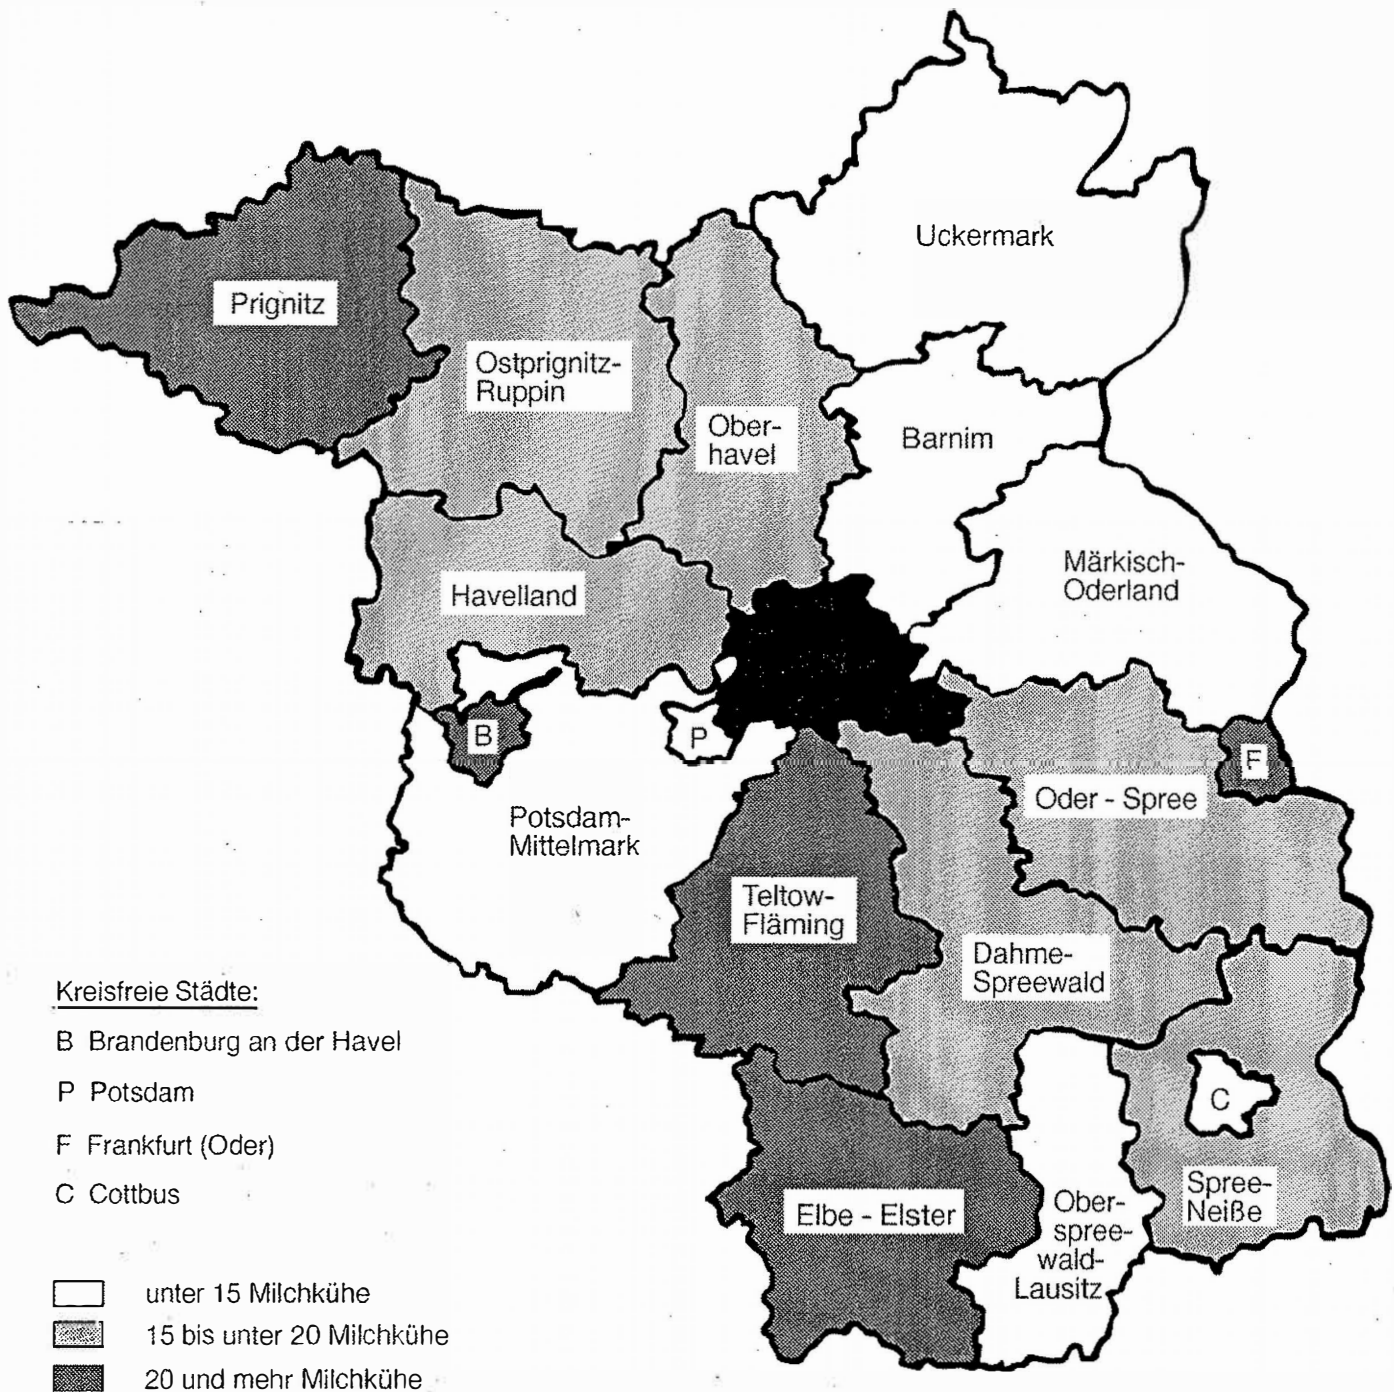 Uckermark
Prignitz
Ostprignitz-
Ruppin
Ober-
havel
Barnim
Märkisch-
Oderland
Havelland
B
P
F
Oder - Spree
Potsdam-
Mittelmark
Teltow-
Fläming
Dahme-
Spreewald
Kreisfreie Städte:
B Brandenburg an der Havel
P Potsdam
F Frankfurt (Oder)
C Cottbus
C
Elbe - Elster
Ober-
spree-
wald-
Lausitz
Spree-
Neiße
unter 15 Milchkühe
15 bis unter 20 Milchkühe
20 und mehr Milchkühe